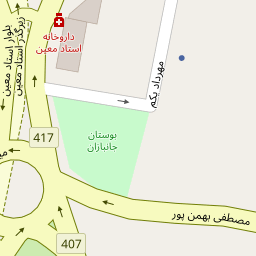 داروخانه
استاد معین
بلوار استاد معین
زیرگذر استاد معین
مهرداد یکم
417
بوستان
جانبازان
مصطفی بهمن پور
407